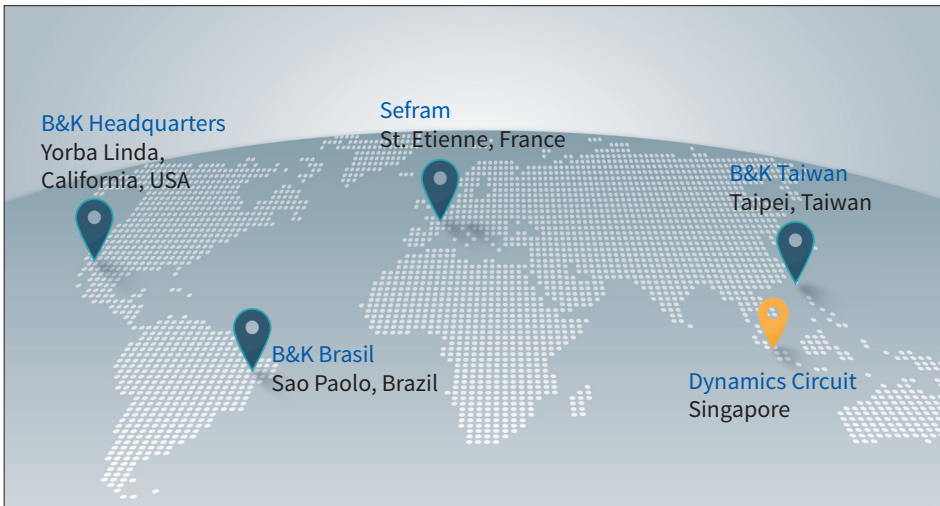 B&K Headquarters
Yorba Linda,
California, USA
Sefram
St. Etienne, France
B&K Taiwan
Taipei, Taiwan
B&K Brasil
Sao Paolo, Brazil
Dynamics Circuit
Singapore